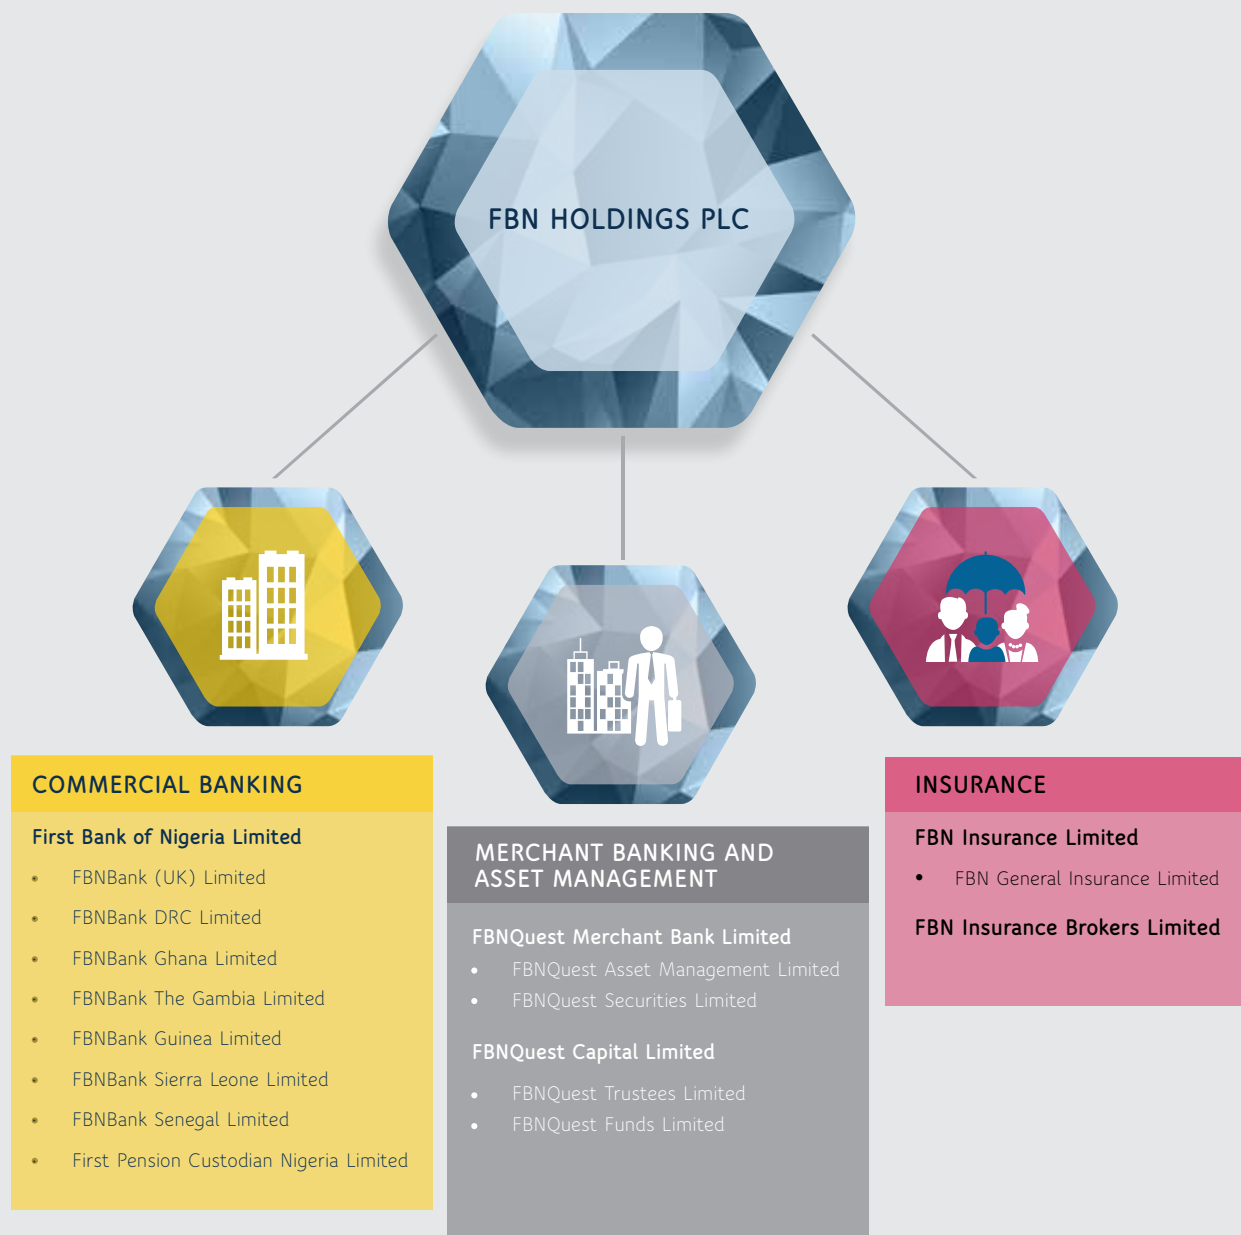 FBN HOLDINGS PLC
COMMERCIAL BANKING
First Bank of Nigeria Limited
• FBNBank (UK) Limited
• FBNBank DRC Limited
• FBNBank Ghana Limited
• FBNBank The Gambia Limited
• FBNBank Guinea Limited
• FBNBank Sierra Leone Limited
• FBNBank Senegal Limited
• First Pension Custodian Nigeria Limited
MERCHANT BANKING AND
ASSET MANAGEMENT
FBNQuest Merchant Bank Limited
• FBNQuest Asset Management Limited
• FBNQuest Securities Limited
FBNQuest Capital Limited
• FBNQuest Trustees Limited
• FBNQuest Funds Limited
INSURANCE
FBN Insurance Limited
• FBN General Insurance Limited
FBN Insurance Brokers Limited